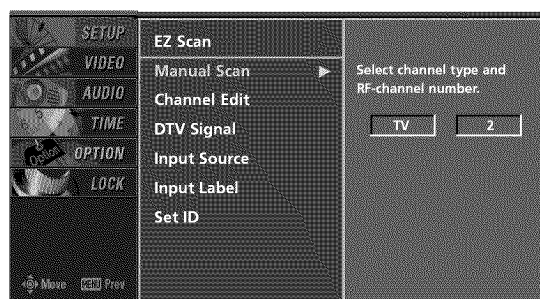 SETUP
VIDEO
AUDIO
TIME
OPTION
LOCK
Move MENU Prev
EZ Scan
Manual Scan
Channel Edit
DTV Signal
Input Source
Input Label
Set ID
Select channel type and
RF-channel number.
TV 2